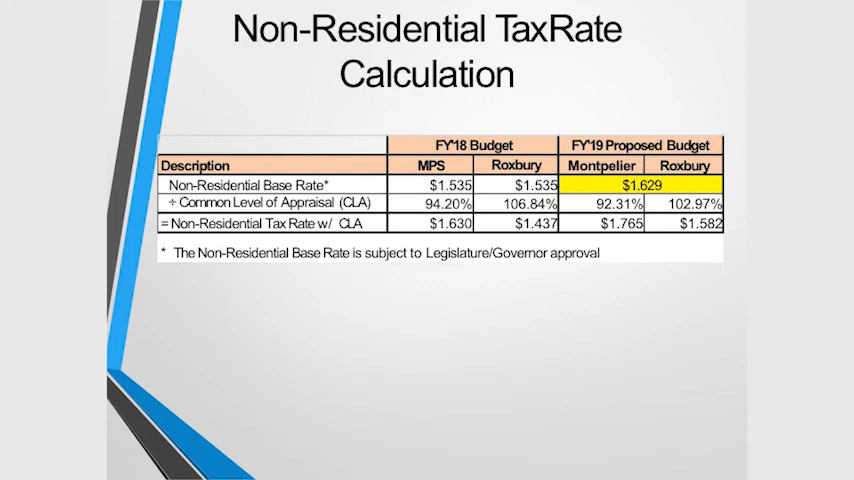 Non-Residential TaxRate
Calculation
FY'18 Budget FY'19 Proposed Budget
Description MPS Roxbury Montpelier Roxbury
Non-Residential Base Rate* $1.535 $1.535 $1.629
÷ Common Level of Appraisal (CLA) 94.20% 106.84% 92.31% 102.97%
= Non-Residential Tax Rate w/ CLA $1.630 $1.437 $1.765 $1.582
* The Non-Residential Base Rate is subject to Legislature/Governor approval